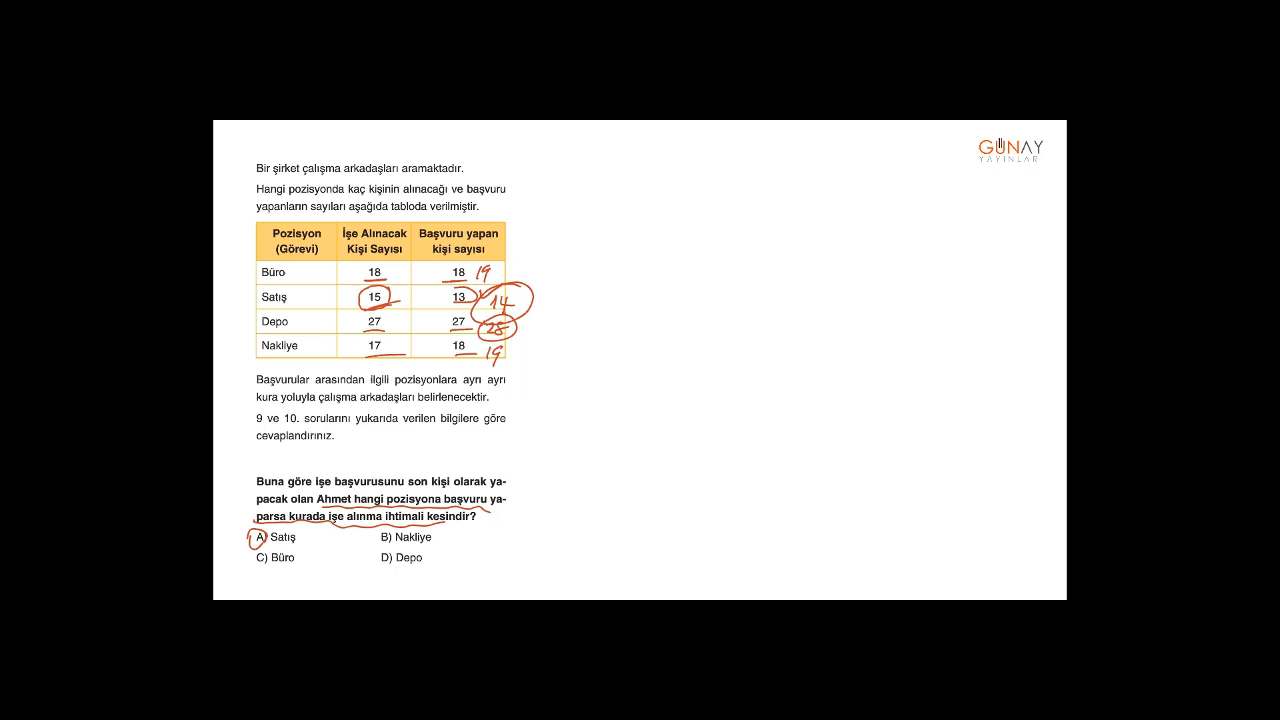 GÜNAY
YAYINLAR
Bir şirket çalışma arkadaşları aramaktadır.
Hangi pozisyonda kaç kişinin alınacağı ve başvuru
yapanların sayıları aşağıda tabloda verilmiştir.
Pozisyon (Görevi) İşe Alınacak Kişi Sayısı Başvuru yapan kişi sayısı
Büro 18 18 19
Satış 15 13 14
Depo 27 27 28
Nakliye 17 18 19
Başvurular arasından ilgili pozisyonlara ayrı ayrı
kura yoluyla çalışma arkadaşları belirlenecektir.
9 ve 10. sorularını yukarıda verilen bilgilere göre
cevaplandırınız.
Buna göre işe başvurusunu son kişi olarak ya-
pacak olan Ahmet hangi pozisyona başvuru ya-
parsa kurada işe alınma ihtimali kesindir?
A) Satış B) Nakliye
C) Büro D) Depo